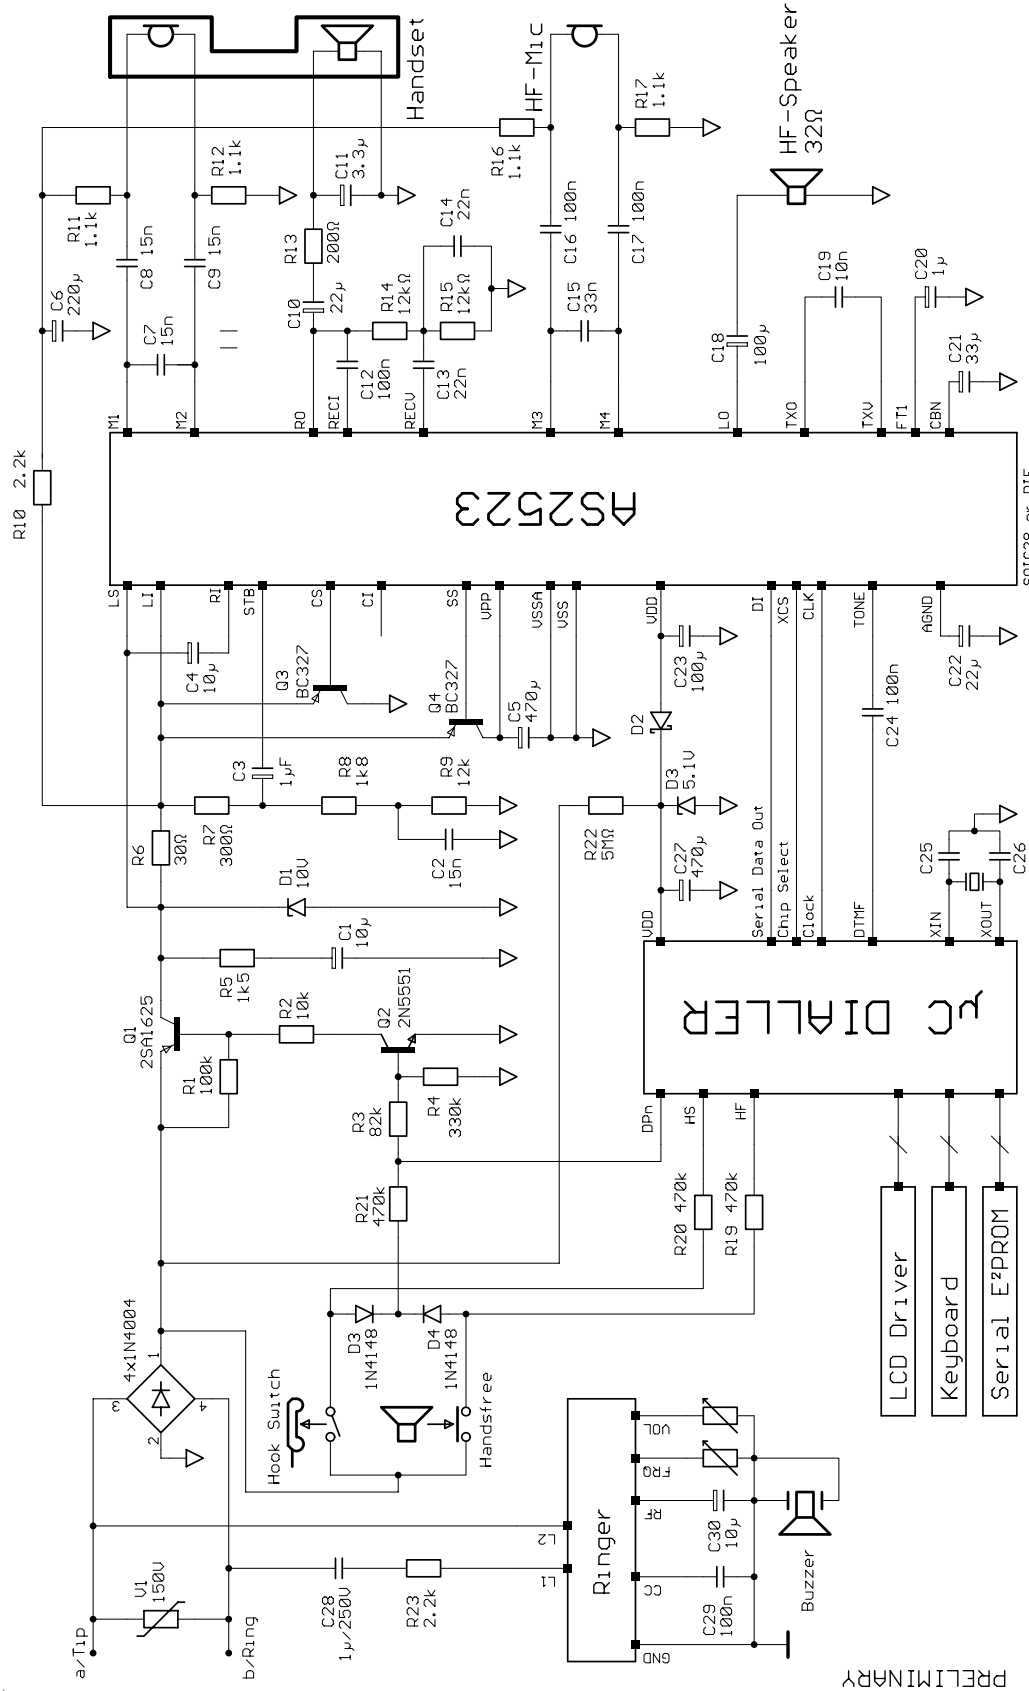 a/Tip
b/Ring
V1
150V
4x1N4004
1
2
3
4
C28
1µ/250V
R23
2.2k
L1
L2
Ringer
GND
CC
RF
FRQ
VOL
C29
100n
C30
10µ
Buzzer
Hook Switch
Handsfree
D3
1N4148
D4
1N4148
R21
470k
R20 470k
R19 470k
R3
82k
R4
330k
Q2
2N5551
R2
10k
R1
100k
Q1
2SA1625
R5
1k5
C1
10µ
D1
10V
R6
30Ω
R7
300Ω
C3
1µF
R8
1k8
R9
12k
C2
15n
R22
5MΩ
D3
5.1V
C27
470µ
D2
C23
100µ
C4
10µ
Q3
BC327
Q4
BC327
C5
470µ
LS
LI
RI
STB
CS
CI
SS
VPP
VSSA
VSS
VDD
DI
XCS
CLK
TONE
AGND
AS2523
M1
M2
RO
RECI
RECV
M3
M4
LO
TXO
TXV
FT1
CBN
R10 2.2k
C6
220µ
R11
1.1k
C8 15n
C9 15n
C7
15n
R12
1.1k
R13
200Ω
C10
22µ
C11
3.3µ
C12
100n
R14
12kΩ
R15
12kΩ
C14
22n
C13
22n
Handset
HF-Mic
R16
1.1k
R17
1.1k
C16 100n
C17 100n
C15
33n
C18
100µ
HF-Speaker
32Ω
C19
10n
C20
1µ
C21
33µ
C22
22µ
C24 100n
C25
C26
VDD
Serial Data Out
Chip Select
Clock
DTMF
XIN
XOUT
µC DIALLER
DPn
HS
HF
LCD Driver
Keyboard
Serial E²PROM
PRELIMINARY